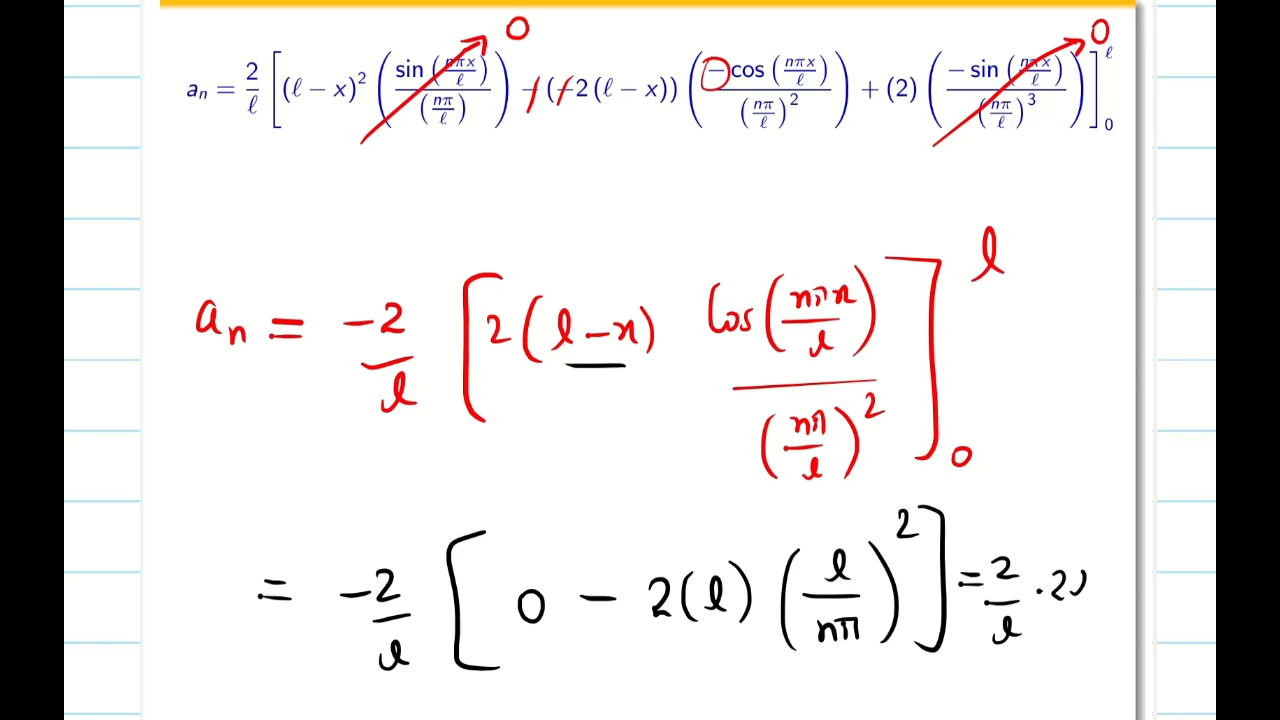 aₙ = 2/ℓ [ (ℓ − x)² ( sin (nπx/ℓ) / (nπ/ℓ) ) − (−2 (ℓ − x)) ( −cos (nπx/ℓ) / (nπ/ℓ)² ) + (2) ( − sin (nπx/ℓ) / (nπ/ℓ)³ ) ]₀^ℓ
0 0
aₙ = −2/ℓ [ 2(ℓ−x) Cos(nπx/ℓ) / (nπ/ℓ)² ]₀^ℓ
= −2/ℓ [ 0 − 2(ℓ) (ℓ/nπ)² ] = 2/ℓ · 2